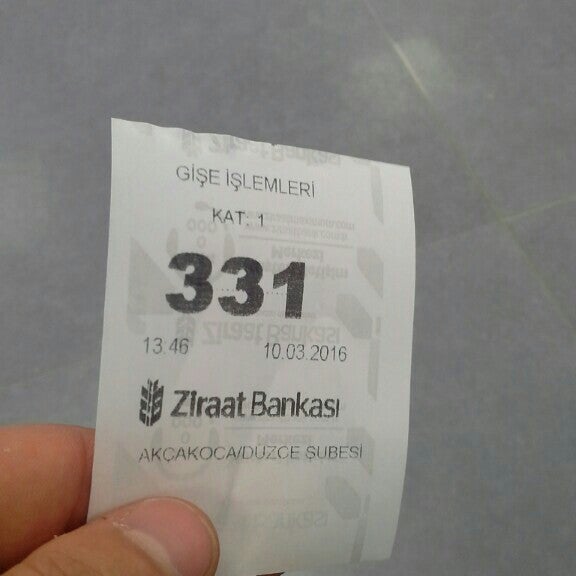 GİŞE İŞLEMLERİ
KAT: 1
331
13:46 10.03.2016
Ziraat Bankası
AKÇAKOCA/DÜZCE ŞUBESİ